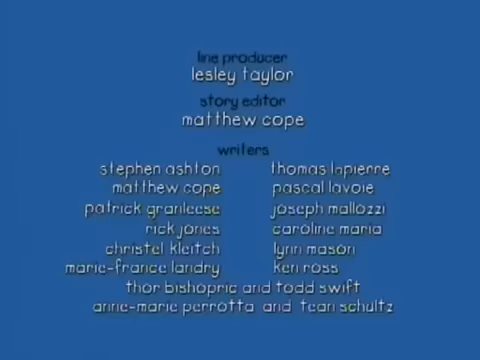 line producer
lesley taylor
story editor
matthew cope
writers
stephen ashton thomas lapierre
matthew cope pascal lavoie
patrick granleese joseph mallozzi
rick jones caroline maria
christel kleitch lynn mason
marie-france landry ken ross
thor bishopric and todd swift
anne-marie perrotta and tean schultz